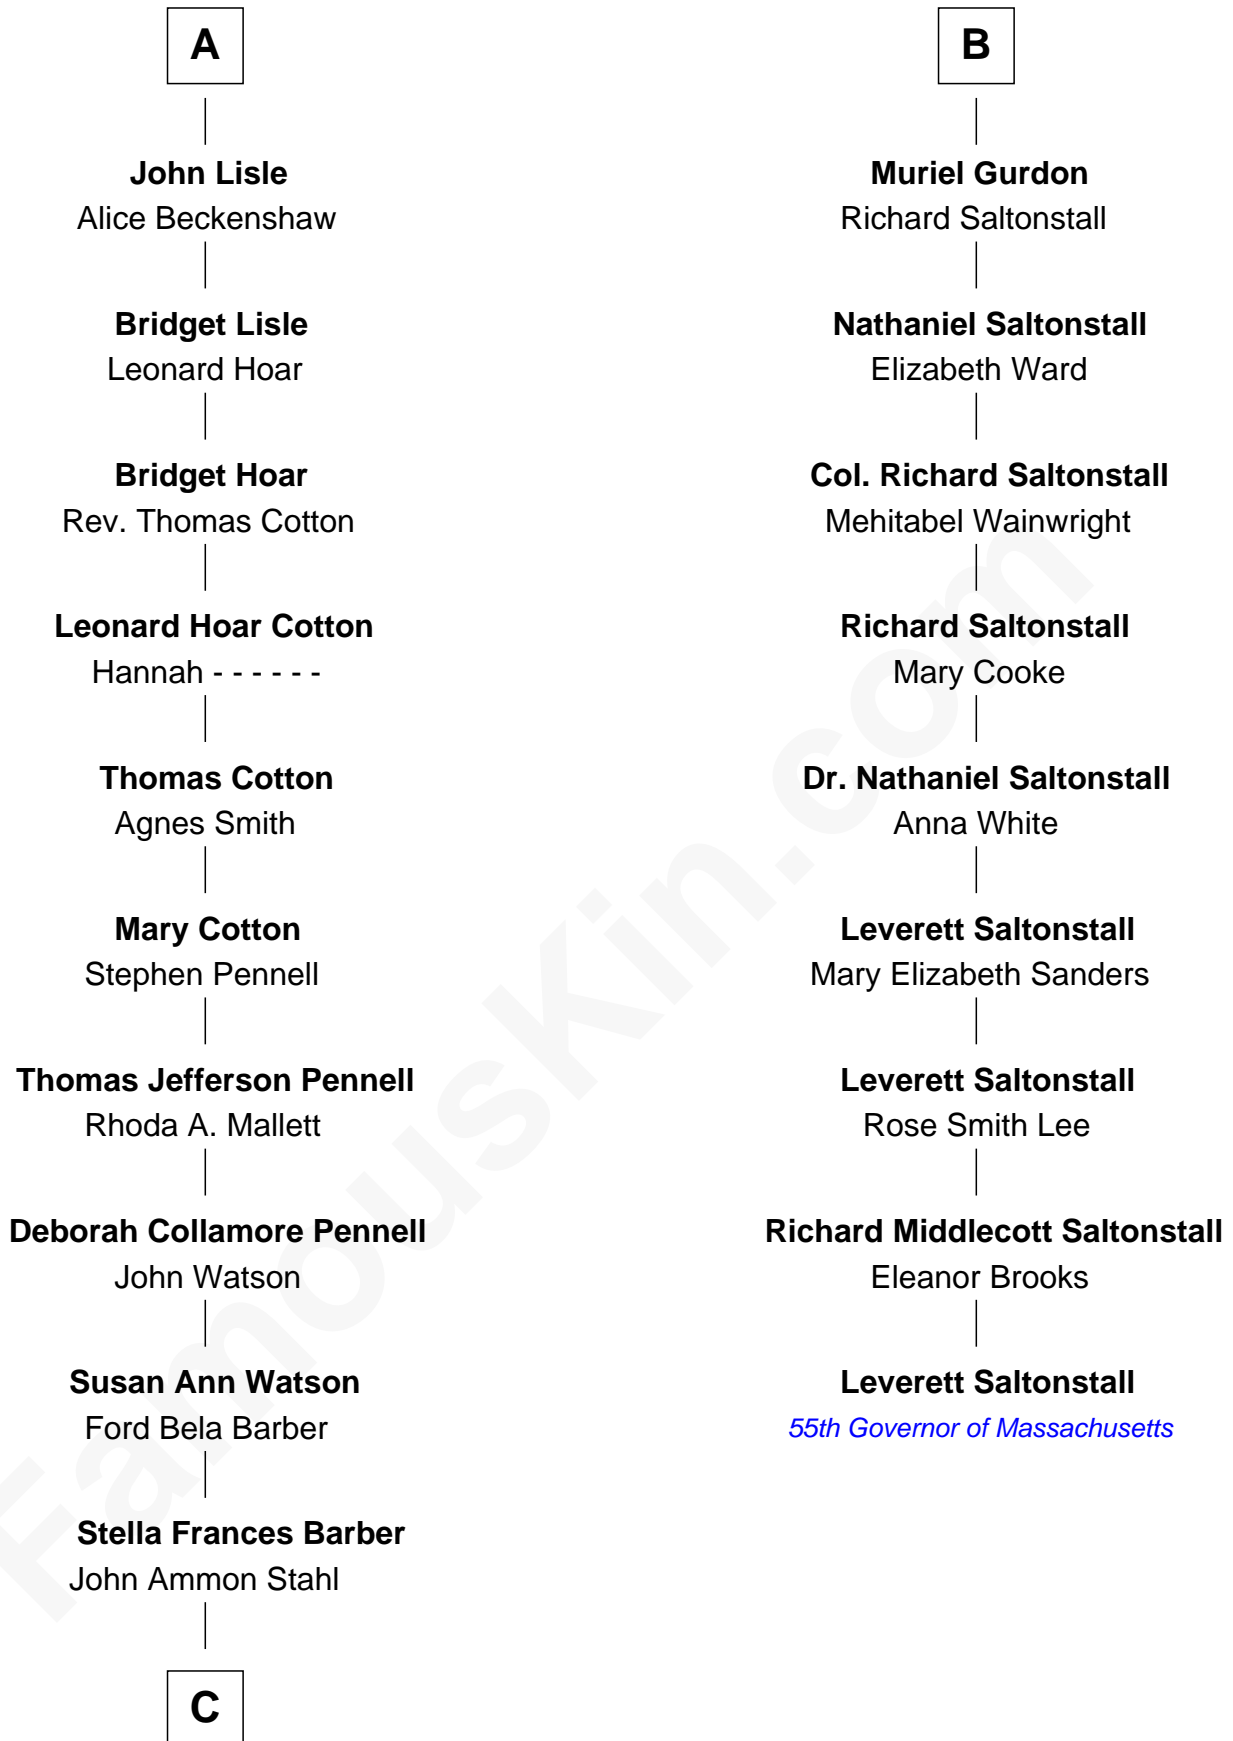 A
John Lisle
Alice Beckenshaw
Bridget Lisle
Leonard Hoar
Bridget Hoar
Rev. Thomas Cotton
Leonard Hoar Cotton
Hannah - - - - - -
Thomas Cotton
Agnes Smith
Mary Cotton
Stephen Pennell
Thomas Jefferson Pennell
Rhoda A. Mallett
Deborah Collamore Pennell
John Watson
Susan Ann Watson
Ford Bela Barber
Stella Frances Barber
John Ammon Stahl
C
B
Muriel Gurdon
Richard Saltonstall
Nathaniel Saltonstall
Elizabeth Ward
Col. Richard Saltonstall
Mehitabel Wainwright
Richard Saltonstall
Mary Cooke
Dr. Nathaniel Saltonstall
Anna White
Leverett Saltonstall
Mary Elizabeth Sanders
Leverett Saltonstall
Rose Smith Lee
Richard Middlecott Saltonstall
Eleanor Brooks
Leverett Saltonstall
55th Governor of Massachusetts
FamousKin.com